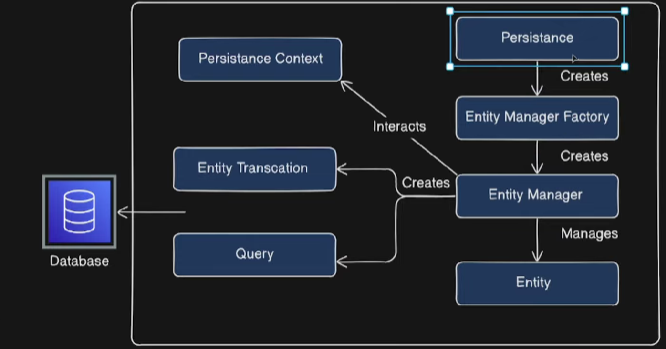 Persistance
Persistance Context
Creates
Entity Manager Factory
Interacts
Creates
Entity Transcation
Creates
Entity Manager
Manages
Query
Database
Entity